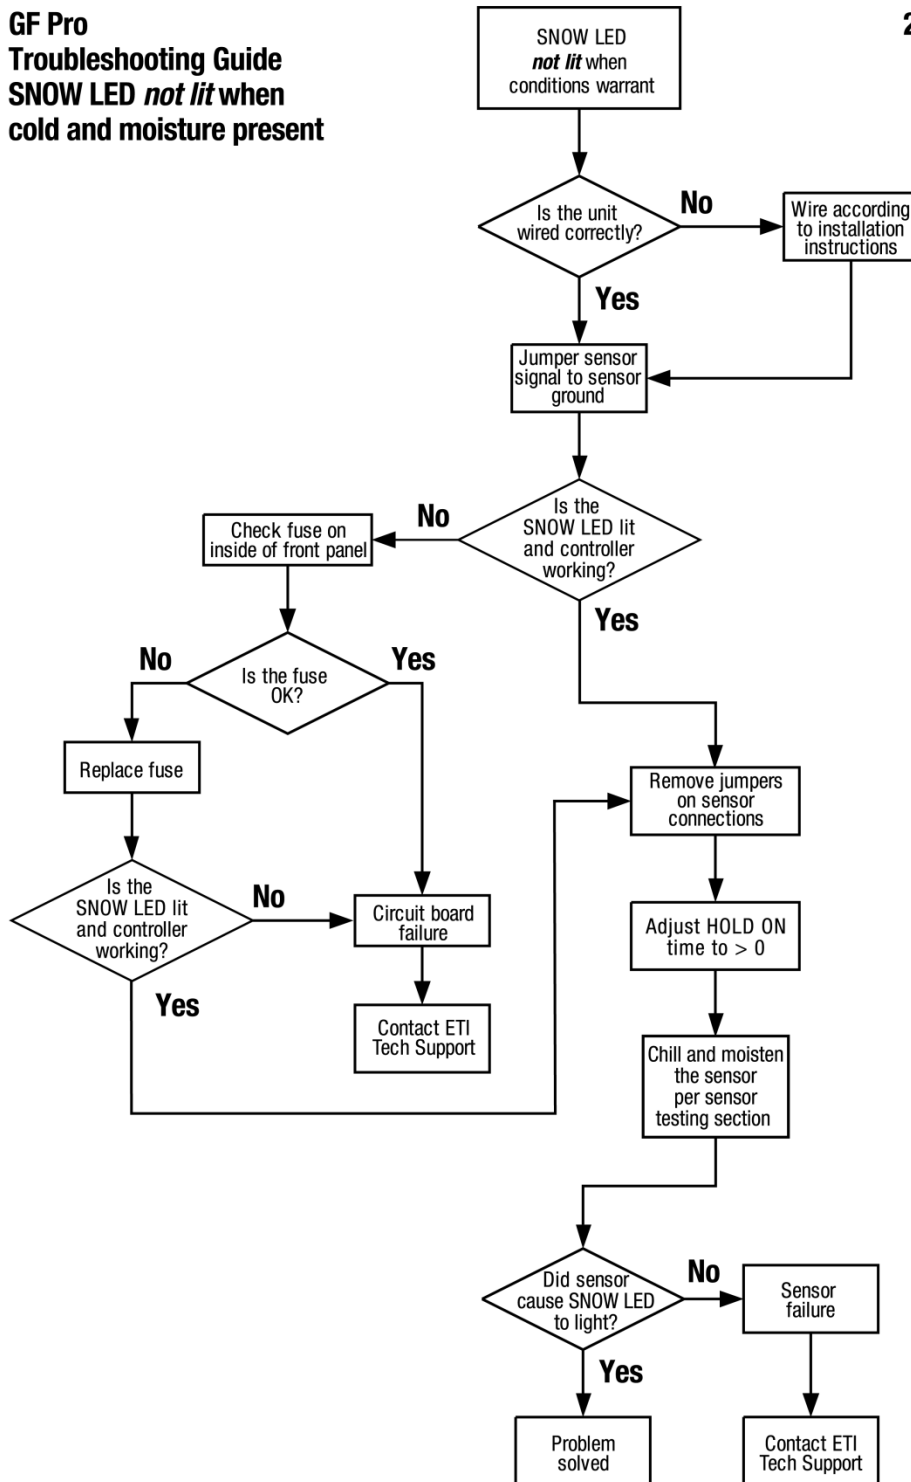 GF Pro
Troubleshooting Guide
SNOW LED not lit when
cold and moisture present
2
SNOW LED
not lit when
conditions warrant
Is the unit
wired correctly?
No
Wire according
to installation
instructions
Yes
Jumper sensor
signal to sensor
ground
Is the
SNOW LED lit
and controller
working?
No
Check fuse on
inside of front panel
Yes
Is the fuse
OK?
No
Yes
Replace fuse
Remove jumpers
on sensor
connections
Is the
SNOW LED lit
and controller
working?
No
Circuit board
failure
Adjust HOLD ON
time to > 0
Yes
Contact ETI
Tech Support
Chill and moisten
the sensor
per sensor
testing section
Did sensor
cause SNOW LED
to light?
No
Sensor
failure
Yes
Problem
solved
Contact ETI
Tech Support